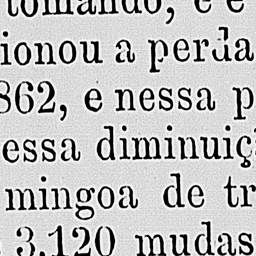 tomando, e e
ionou a perda
862, e nessa p
essa diminuiç
mingoa de tr
3.120 mudas